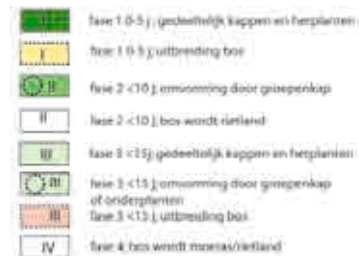 I fase 1 0-5 j, gedeeltelijk kappen en herplanten
I fase 1 0-5 j, uitbreiding bos
II fase 2 <10 j, omvorming door groepenkap
II fase 2 <10 j, bos wordt rietland
III fase 3 <15j, gedeeltelijk kappen en herplanten
III fase 3 <15 j, omvorming door groepenkap
of onderplanten
III fase 3 <15 j, uitbreiding bos
IV fase 4 bos wordt moeras/rietland